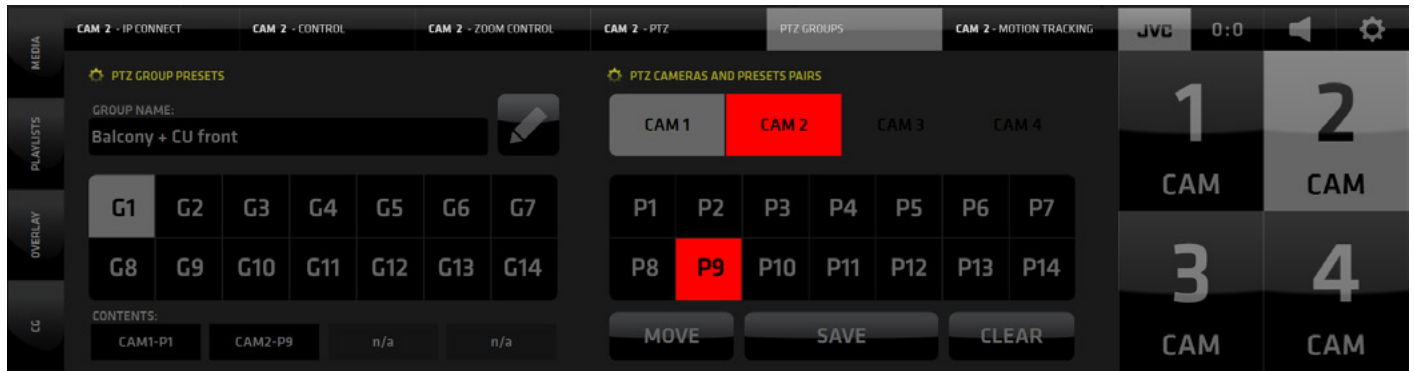 CAM 2 - IP CONNECT CAM 2 - CONTROL CAM 2 - ZOOM CONTROL CAM 2 - PTZ PTZ GROUPS CAM 2 - MOTION TRACKING JVC 0:0
MEDIA
PLAYLISTS
OVERLAY
CG
PTZ GROUP PRESETS
GROUP NAME:
Balcony + CU front
G1 G2 G3 G4 G5 G6 G7
G8 G9 G10 G11 G12 G13 G14
CONTENTS:
CAM1-P1 CAM2-P9 n/a n/a
PTZ CAMERAS AND PRESETS PAIRS
CAM 1 CAM 2 CAM 3 CAM 4
P1 P2 P3 P4 P5 P6 P7
P8 P9 P10 P11 P12 P13 P14
MOVE SAVE CLEAR
1 2
CAM CAM
3 4
CAM CAM